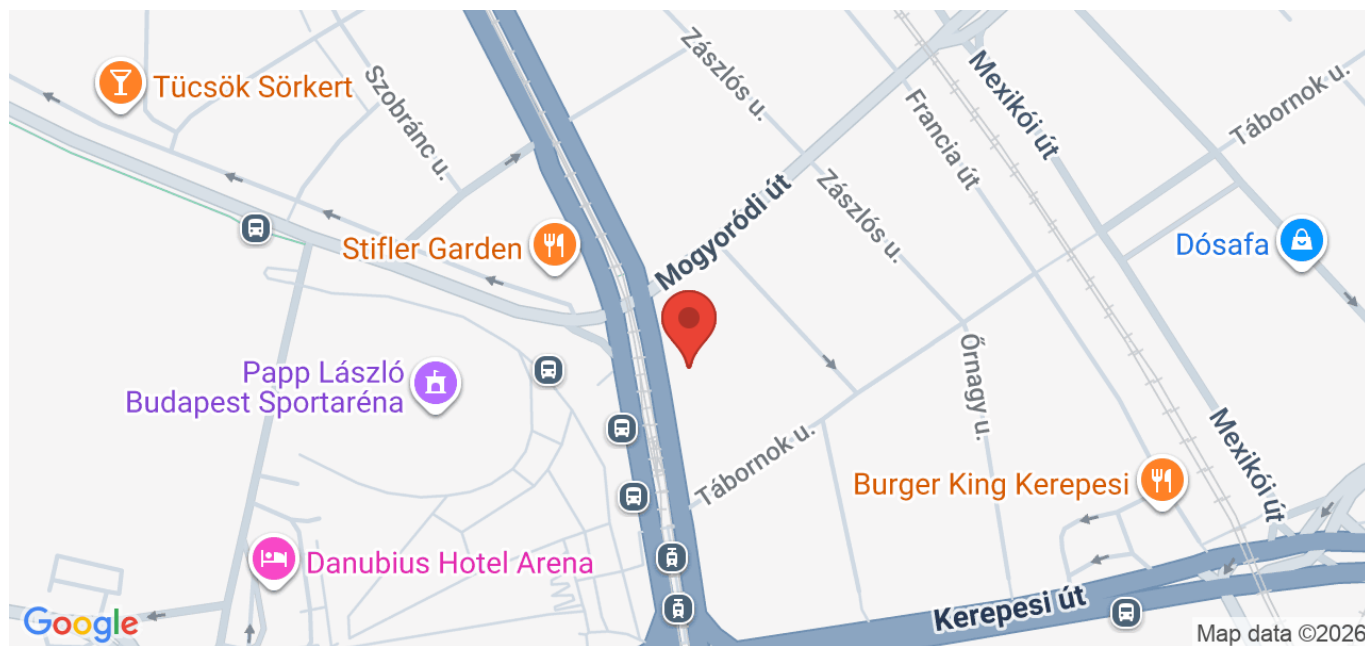 Tücsök Sörkert
Szobránc u.
Zászlós u.
Mexikói út
Francia út
Tábornok u.
Stifler Garden
Mogyoródi út
Zászlós u.
Dósafa
Papp László
Budapest Sportaréna
Őrnagy u.
Tábornok u.
Burger King Kerepesi
Mexikói út
Danubius Hotel Arena
Kerepesi út
Google
Map data ©2026